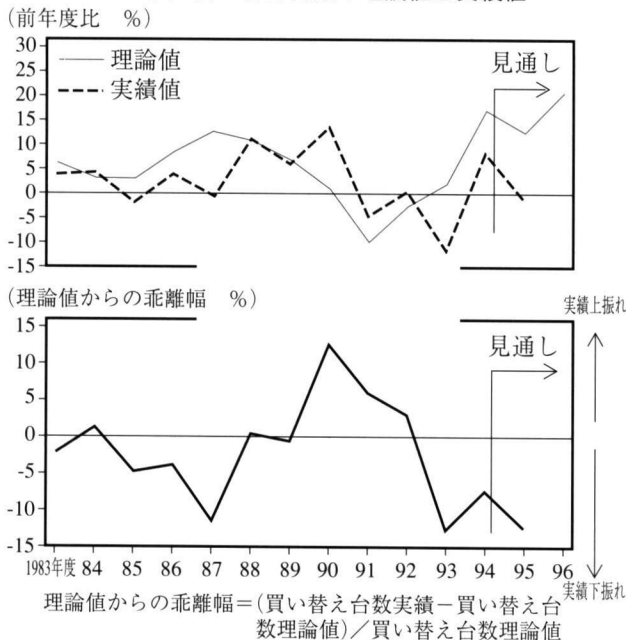 (前年度比　%)
30
25
20
15
10
5
0
-5
-10
-15
理論値
実績値
見通し
(理論値からの乖離幅　%)
実績上振れ
15
10
5
0
-5
-10
-15
見通し
1983年度 84 85 86 87 88 89 90 91 92 93 94 95 96
実績下振れ
理論値からの乖離幅=(買い替え台数実績-買い替え台
数理論値)/買い替え台数理論値